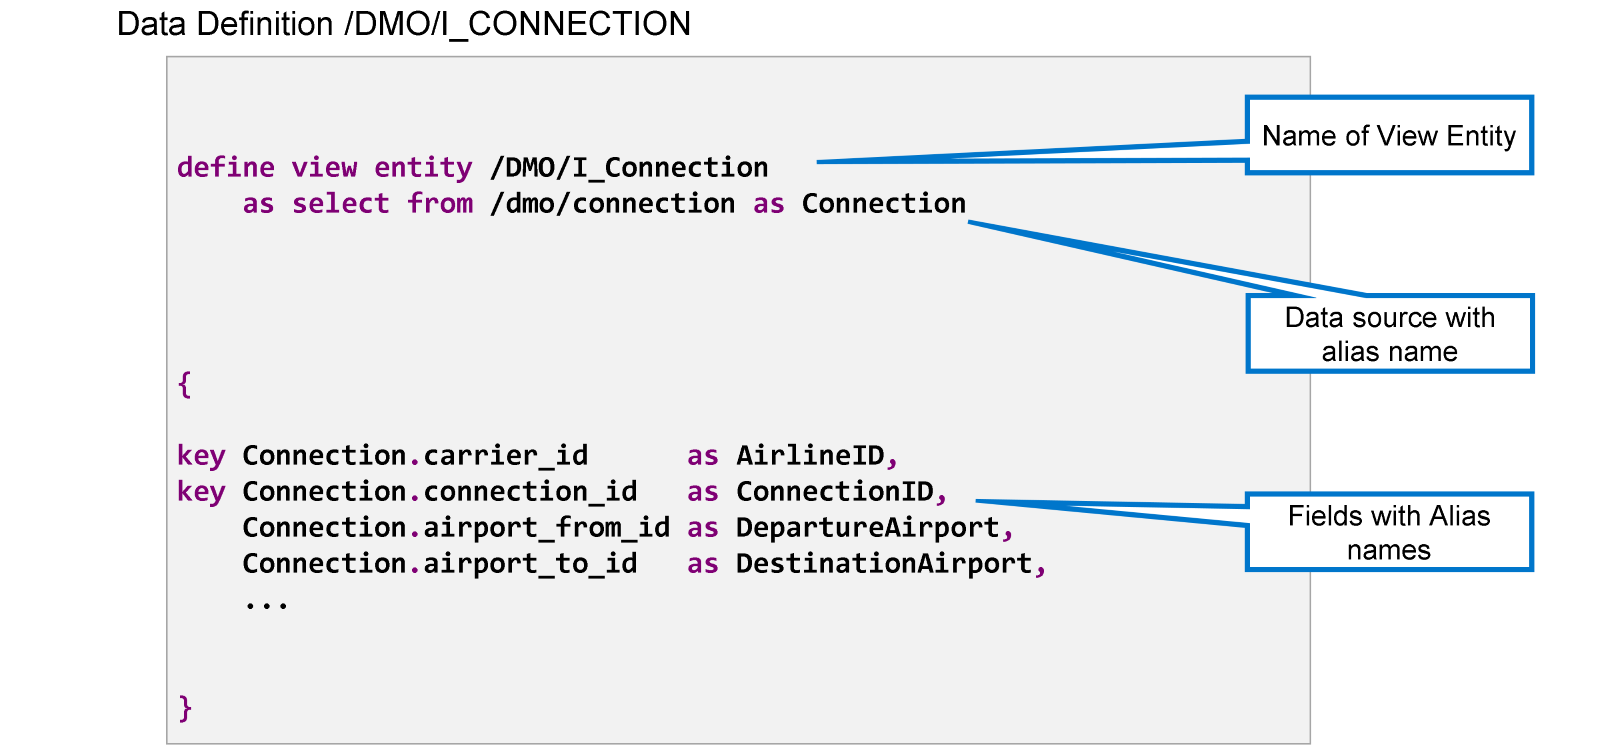 Data Definition /DMO/I_CONNECTION
define view entity /DMO/I_Connection
as select from /dmo/connection as Connection
{
key Connection.carrier_id as AirlineID,
key Connection.connection_id as ConnectionID,
Connection.airport_from_id as DepartureAirport,
Connection.airport_to_id as DestinationAirport,
...
}
Name of View Entity
Data source with
alias name
Fields with Alias
names